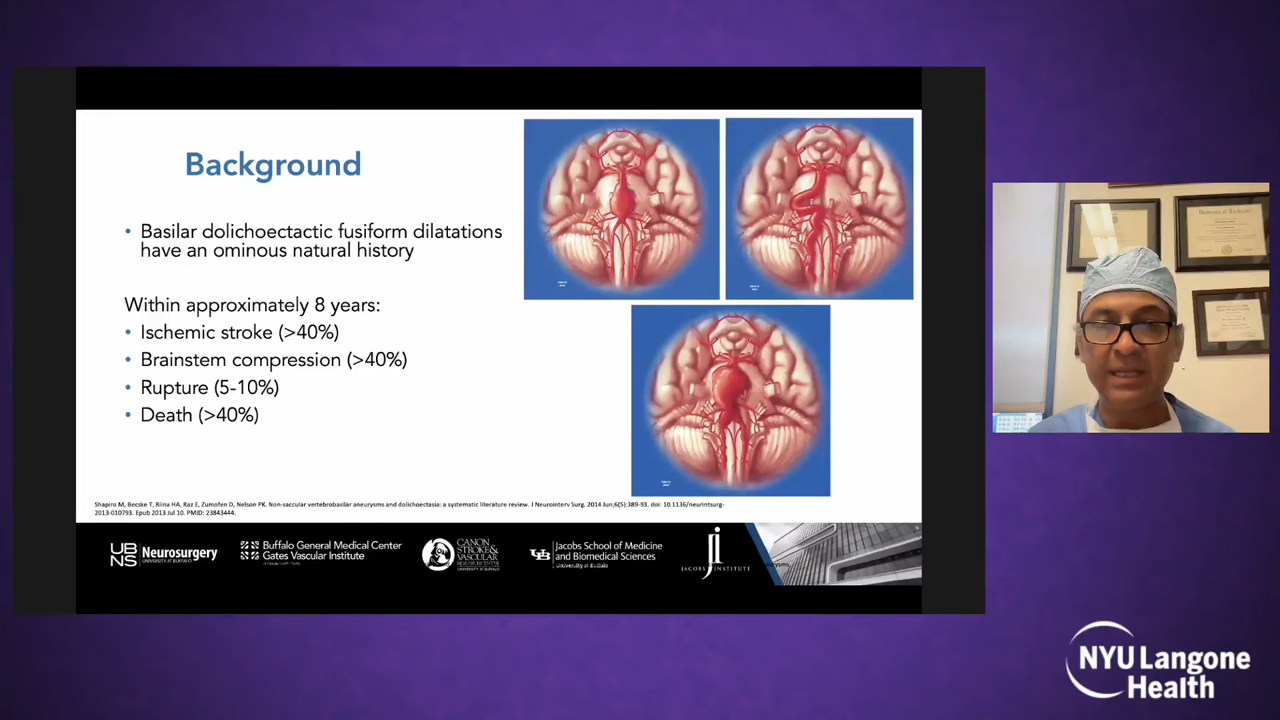 Background
• Basilar dolichoectactic fusiform dilatations
have an ominous natural history
Within approximately 8 years:
• Ischemic stroke (>40%)
• Brainstem compression (>40%)
• Rupture (5-10%)
• Death (>40%)
Shapiro M, Becske T, Riina HA, Raz E, Zumofen D, Nelson PK. Non-saccular vertebrobasilar aneurysms and dolichoectasia: a systematic literature review. J Neurointerv Surg. 2014 Jun;6(5):389-93. doi: 10.1136/neurintsurg-
2013-010793. Epub 2013 Jul 10. PMID: 23843444.
UB
NS
Neurosurgery
UNIVERSITY AT BUFFALO
Buffalo General Medical Center
Gates Vascular Institute
CANON
STROKE &
VASCULAR
RESEARCH CENTER
UNIVERSITY AT BUFFALO
UB
Jacobs School of Medicine
and Biomedical Sciences
University at Buffalo
JACOBS INSTITUTE
NYU Langone
Health